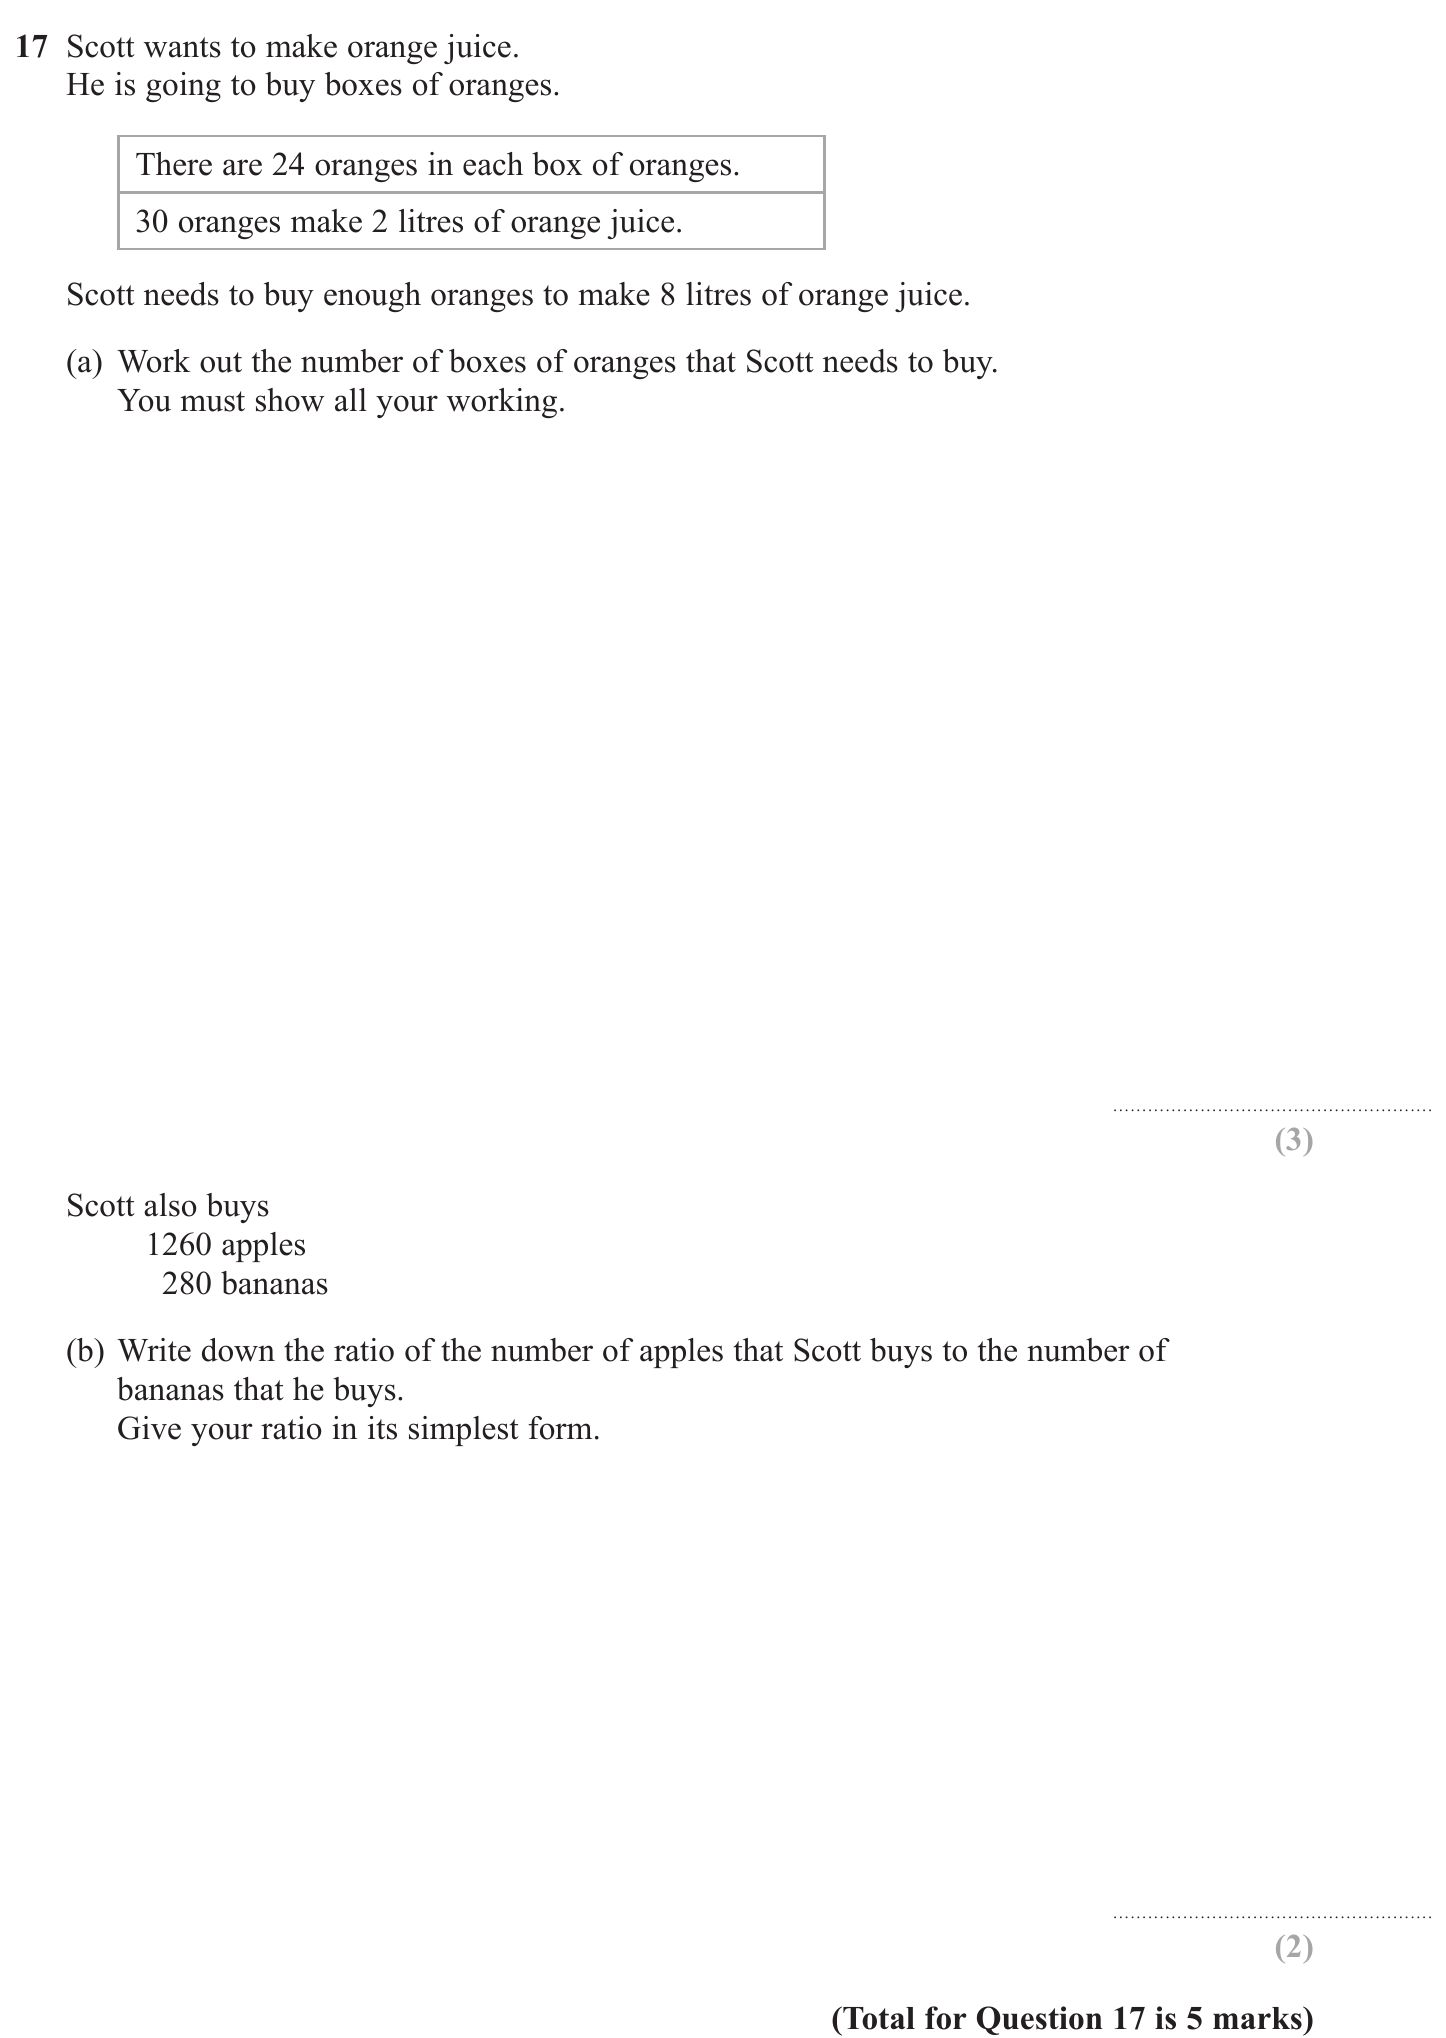 17 Scott wants to make orange juice.
He is going to buy boxes of oranges.
There are 24 oranges in each box of oranges.
30 oranges make 2 litres of orange juice.
Scott needs to buy enough oranges to make 8 litres of orange juice.
(a) Work out the number of boxes of oranges that Scott needs to buy.
You must show all your working.
(3)
Scott also buys
1260 apples
280 bananas
(b) Write down the ratio of the number of apples that Scott buys to the number of
bananas that he buys.
Give your ratio in its simplest form.
(2)
(Total for Question 17 is 5 marks)